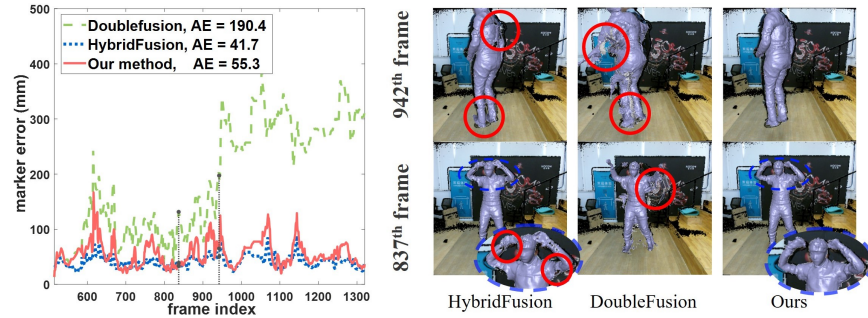 500
400
300
200
100
0
marker error (mm)
Doublefusion, AE = 190.4
HybridFusion, AE = 41.7
Our method, AE = 55.3
600 700 800 900 1000 1100 1200 1300
frame index
942th frame
837th frame
HybridFusion DoubleFusion Ours